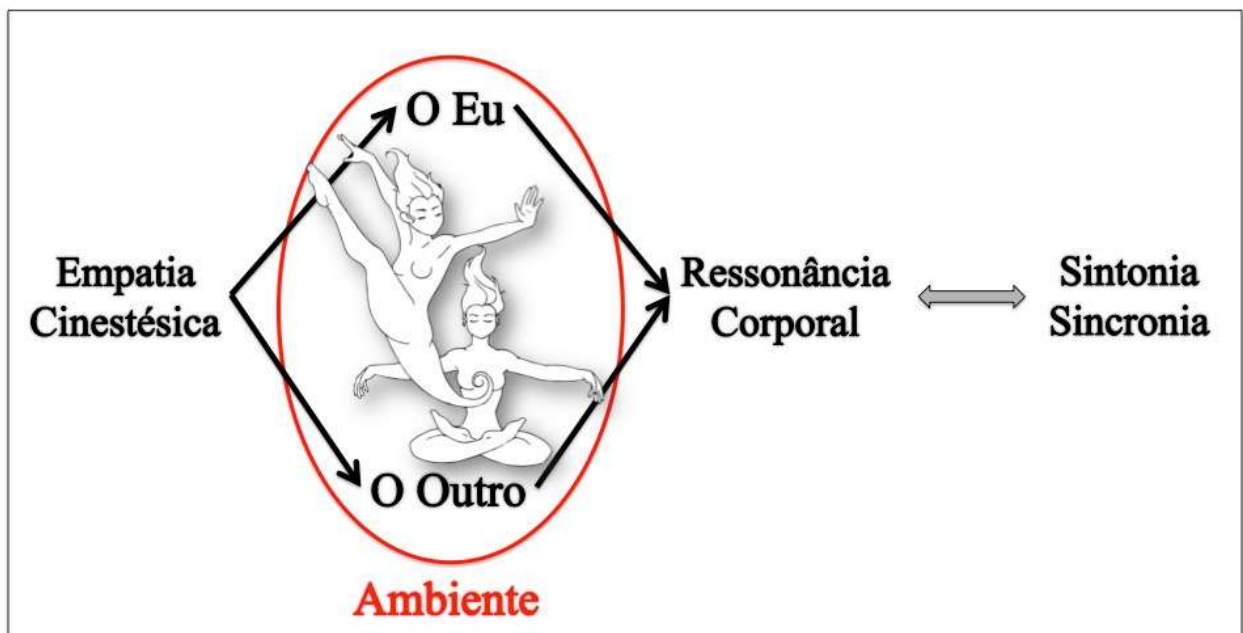 O Eu
Empatia
Cinestésica
Ressonância
Corporal
Sintonia
Sincronia
O Outro
Ambiente